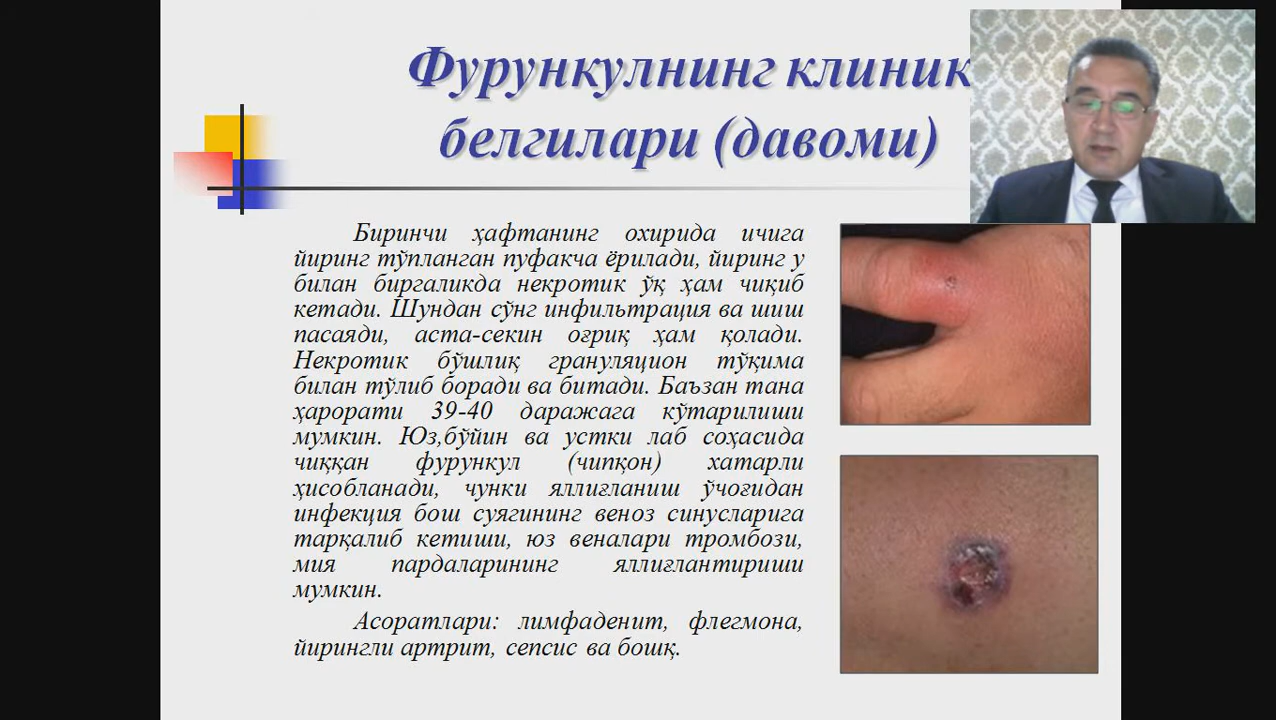 Фурункулнинг клиник
белгилари (давоми)
Биринчи ҳафтанинг охирида ичига
йиринг тўпланган пуфакча ёрилади, йиринг у
билан биргаликда некротик ўқ ҳам чиқиб
кетади. Шундан сўнг инфильтрация ва шиш
пасаяди, аста-секин оғриқ ҳам қолади.
Некротик бўшлиқ грануляцион тўқима
билан тўлиб боради ва битади. Баъзан тана
ҳарорати 39-40 даражага кўтарилиши
мумкин. Юз,бўйин ва устки лаб соҳасида
чиққан фурункул (чипқон) хатарли
ҳисобланади, чунки яллиғланиш ўчоғидан
инфекция бош суягининг веноз синусларига
тарқалиб кетиши, юз веналари тромбози,
мия пардаларининг яллиғлантириши
мумкин.
Асоратлари: лимфаденит, флегмона,
йирингли артрит, сепсис ва бошқ.